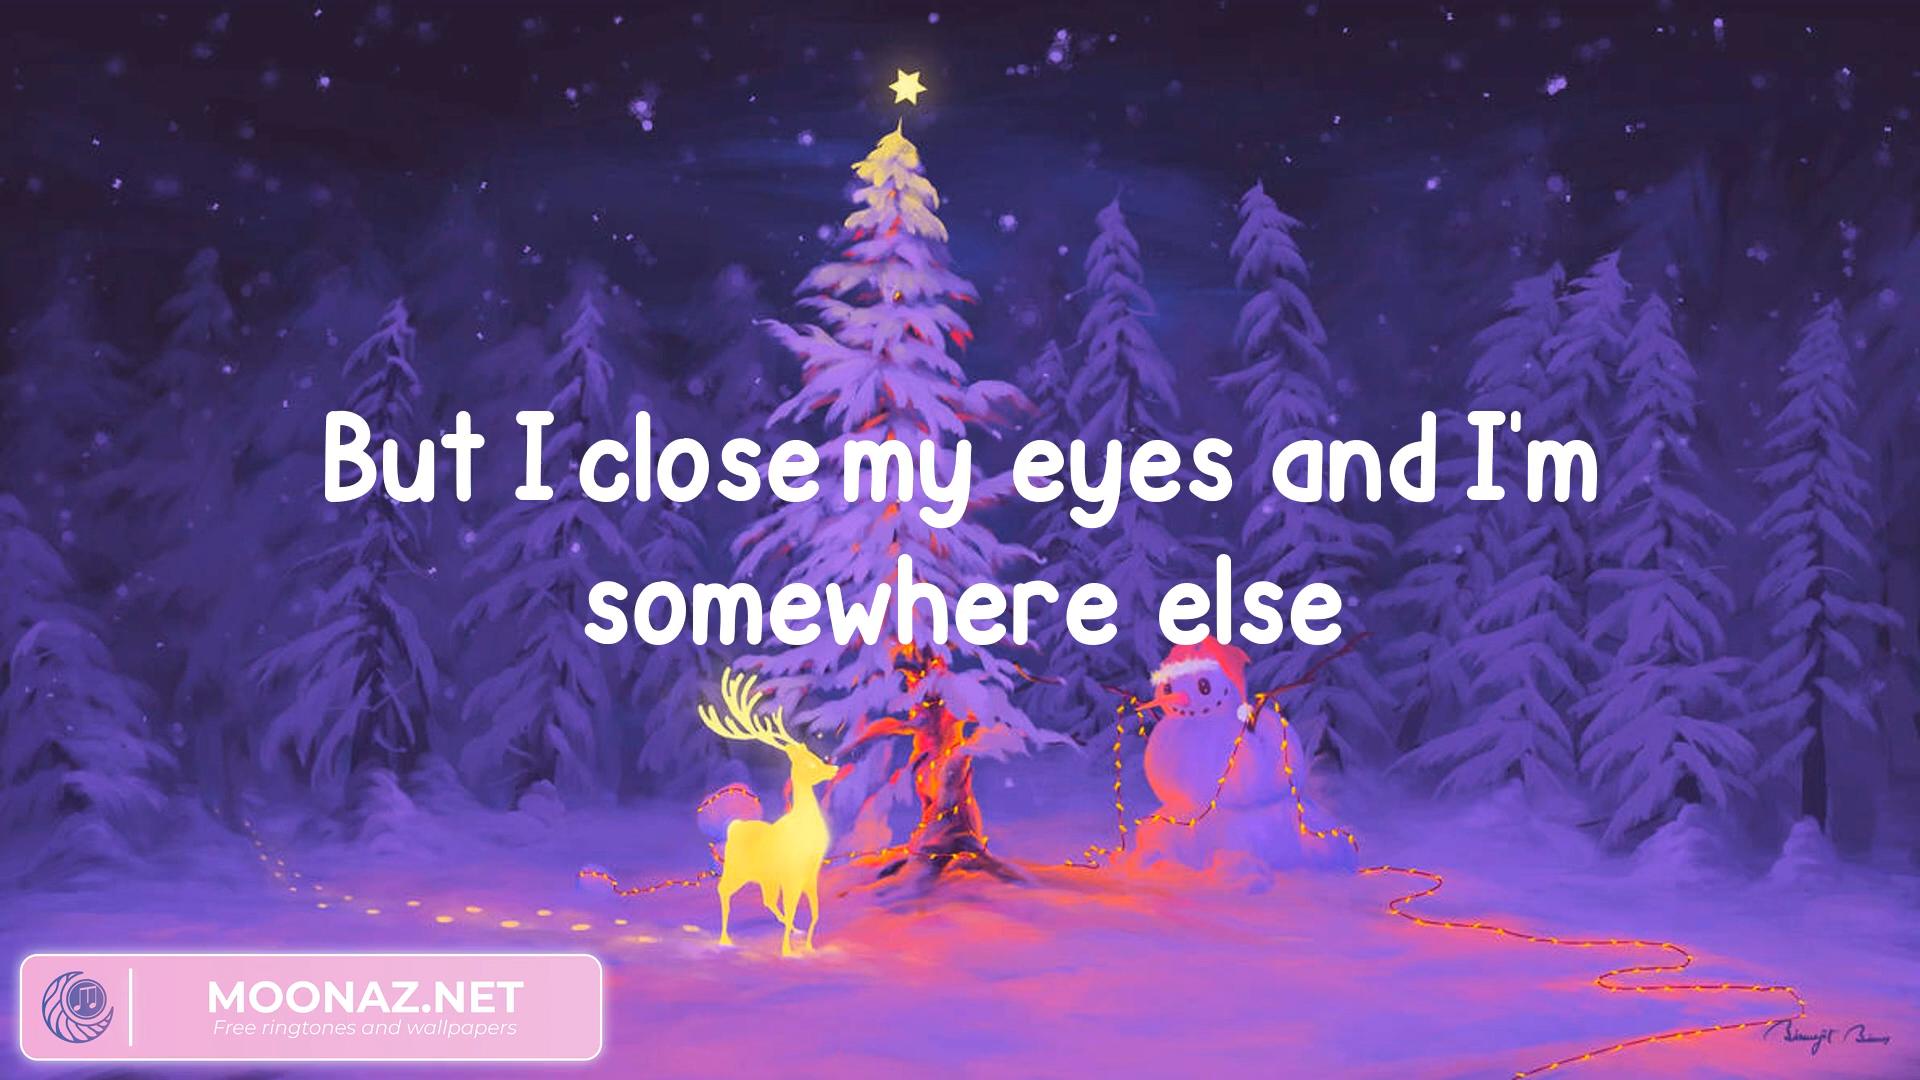 But I close my eyes and I'm
somewhere else
MOONAZ.NET
Free ringtones and wallpapers